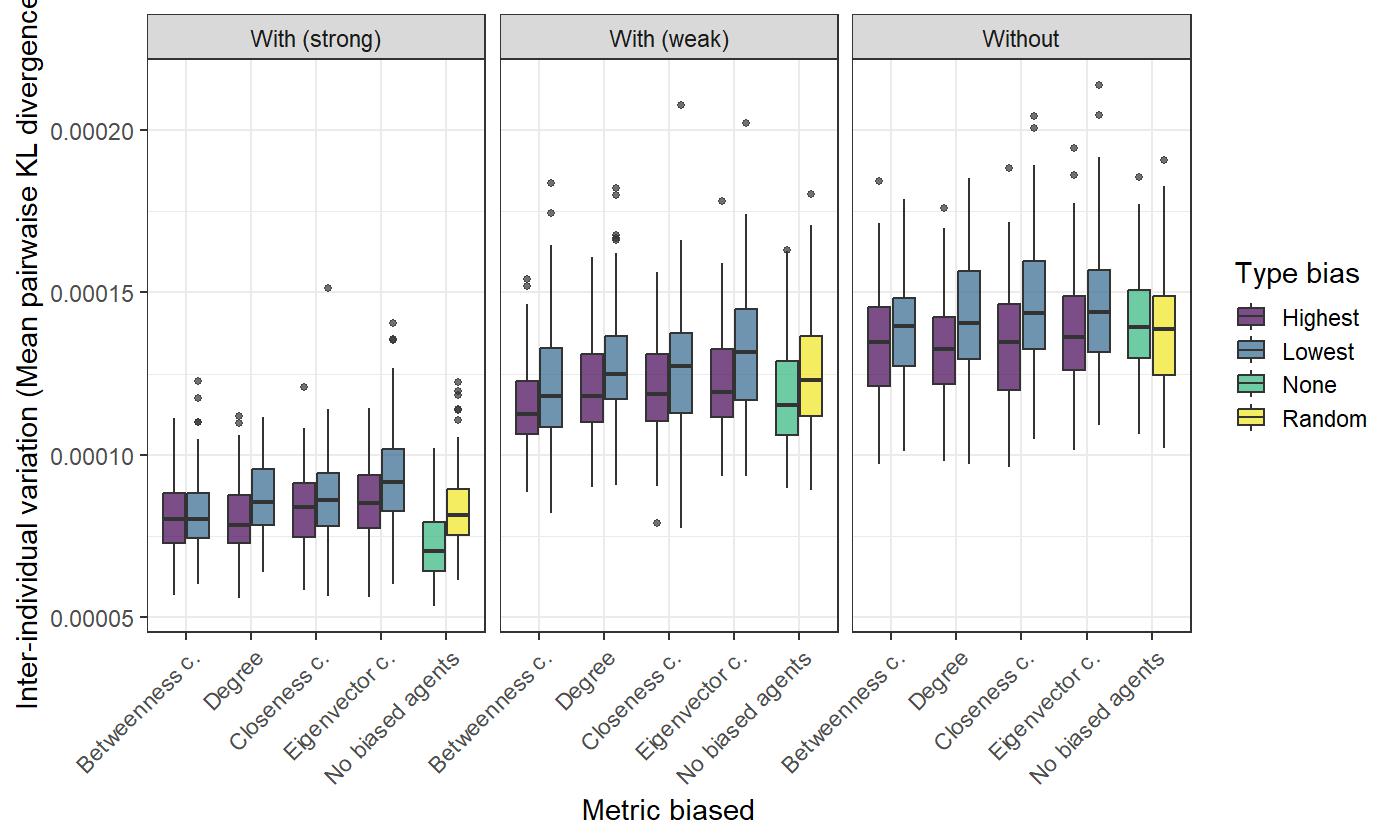 With (strong)
With (weak)
Without
Inter-individual variation (Mean pairwaise KL divergence
0.00020
0.00015
0.00010
0.00005
Betweenness c.
Degree
Closeness c.
Eigenvector c.
No biased agents
Betweenness c.
Degree
Closeness c.
Eigenvector c.
No biased agents
Betweenness c.
Degree
Closeness c.
Eigenvector c.
No biased agents
Metric biased
Type bias
Highest
Lowest
None
Random